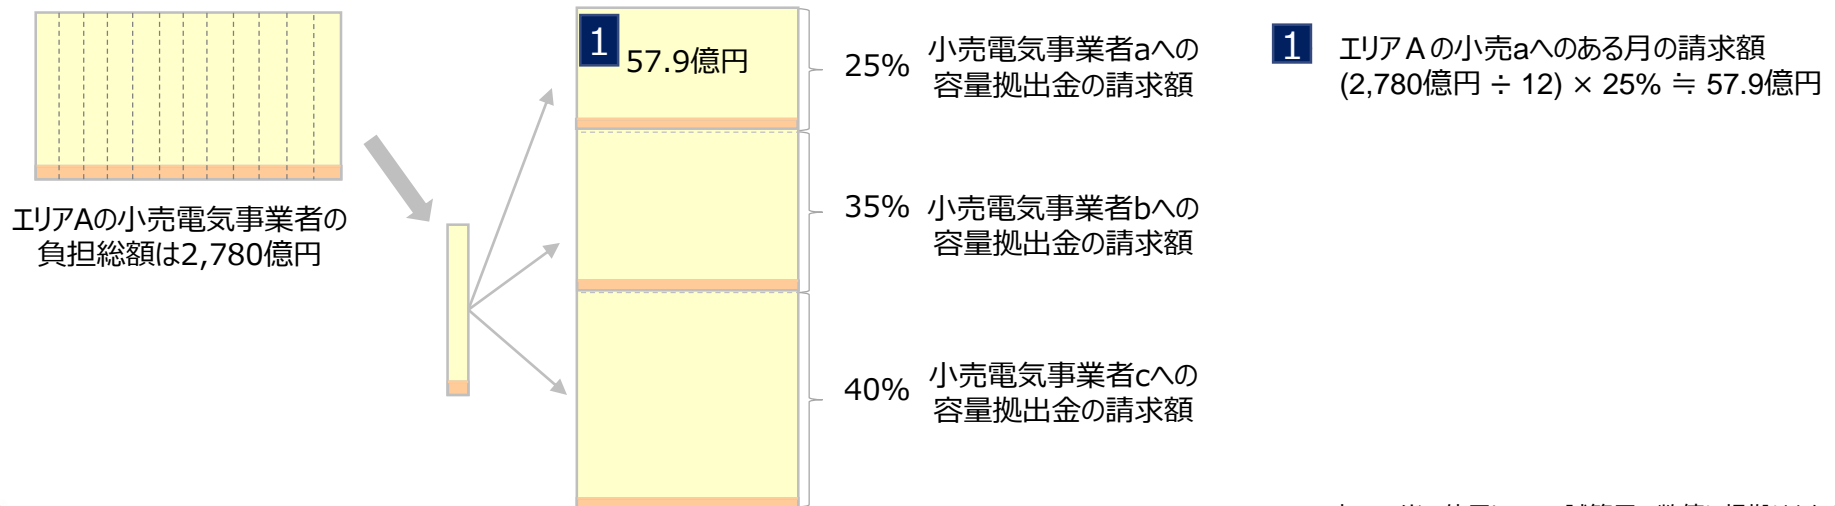 エリアAの小売電気事業者の
負担総額は2,780億円
1
57.9億円
25%
小売電気事業者aへの
容量拠出金の請求額
35%
小売電気事業者bへの
容量拠出金の請求額
40%
小売電気事業者cへの
容量拠出金の請求額
1
エリアAの小売aへのある月の請求額
(2,780億円 ÷ 12) × 25% ≒ 57.9億円